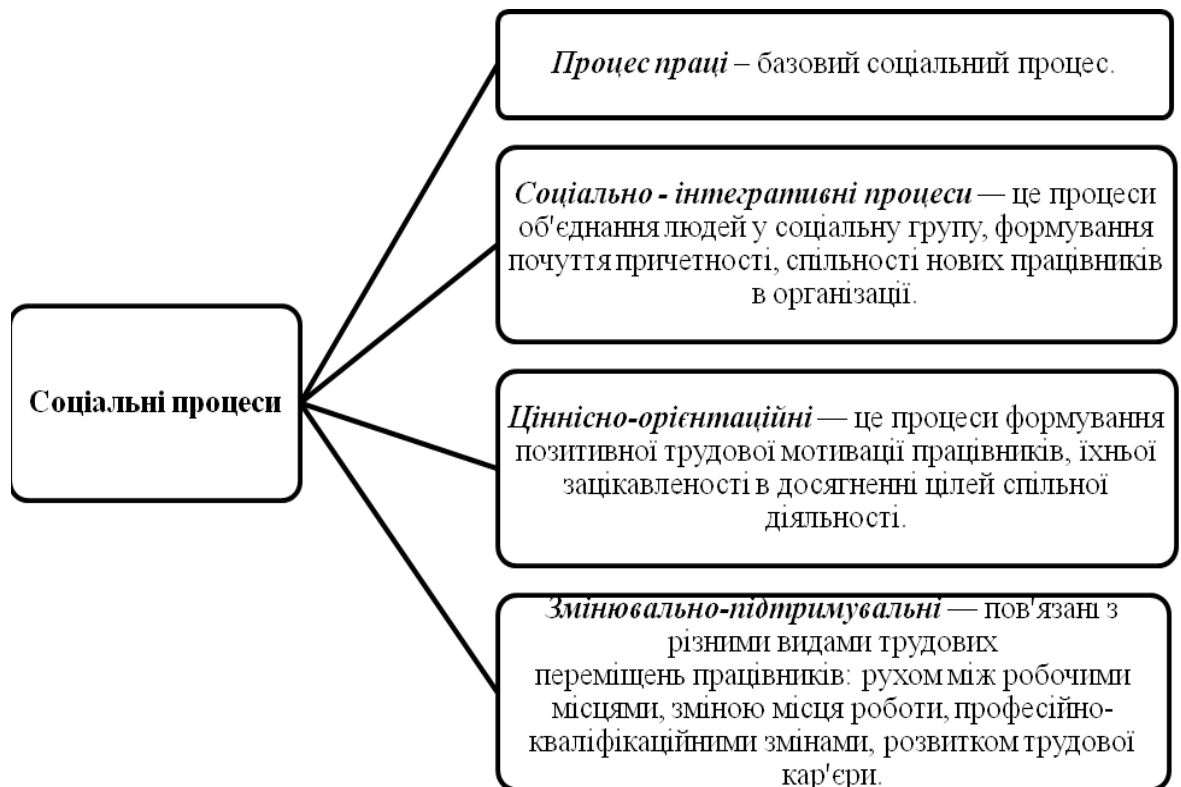 Соціальні процеси
Процес праці – базовий соціальний процес.
Соціально - інтегративні процеси — це процеси
об'єднання людей у соціальну групу, формування
почуття причетності, спільності нових працівників
в організації.
Ціннісно-орієнтаційні — це процеси формування
позитивної трудової мотивації працівників, їхньої
зацікавленості в досягненні цілей спільної
діяльності.
Змінювально-підтримувальні — пов'язані з
різними видами трудових
переміщень працівників: рухом між робочими
місцями, зміною місця роботи, професійно-
кваліфікаційними змінами, розвитком трудової
кар'єри.